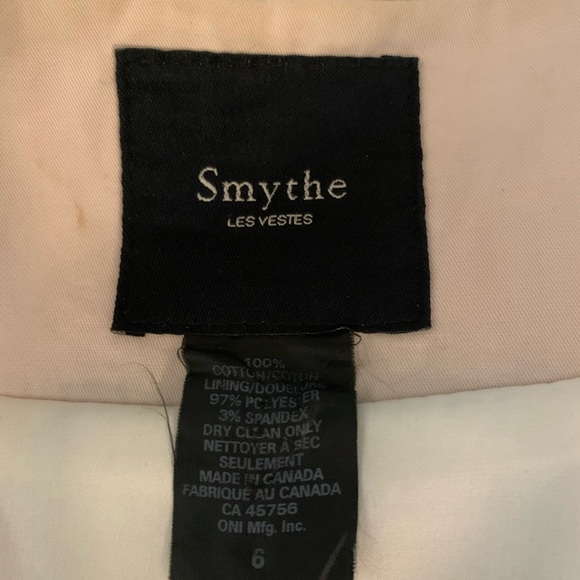 Smythe
LES VESTES
100%
COTTON/COTON
LINING/DOUBLURE
97% POLYESTER
3% SPANDEX
DRY CLEAN ONLY
NETTOYER À SEC
SEULEMENT
MADE IN CANADA
FABRIQUÉ AU CANADA
CA 45756
ONI Mfg. Inc.
6